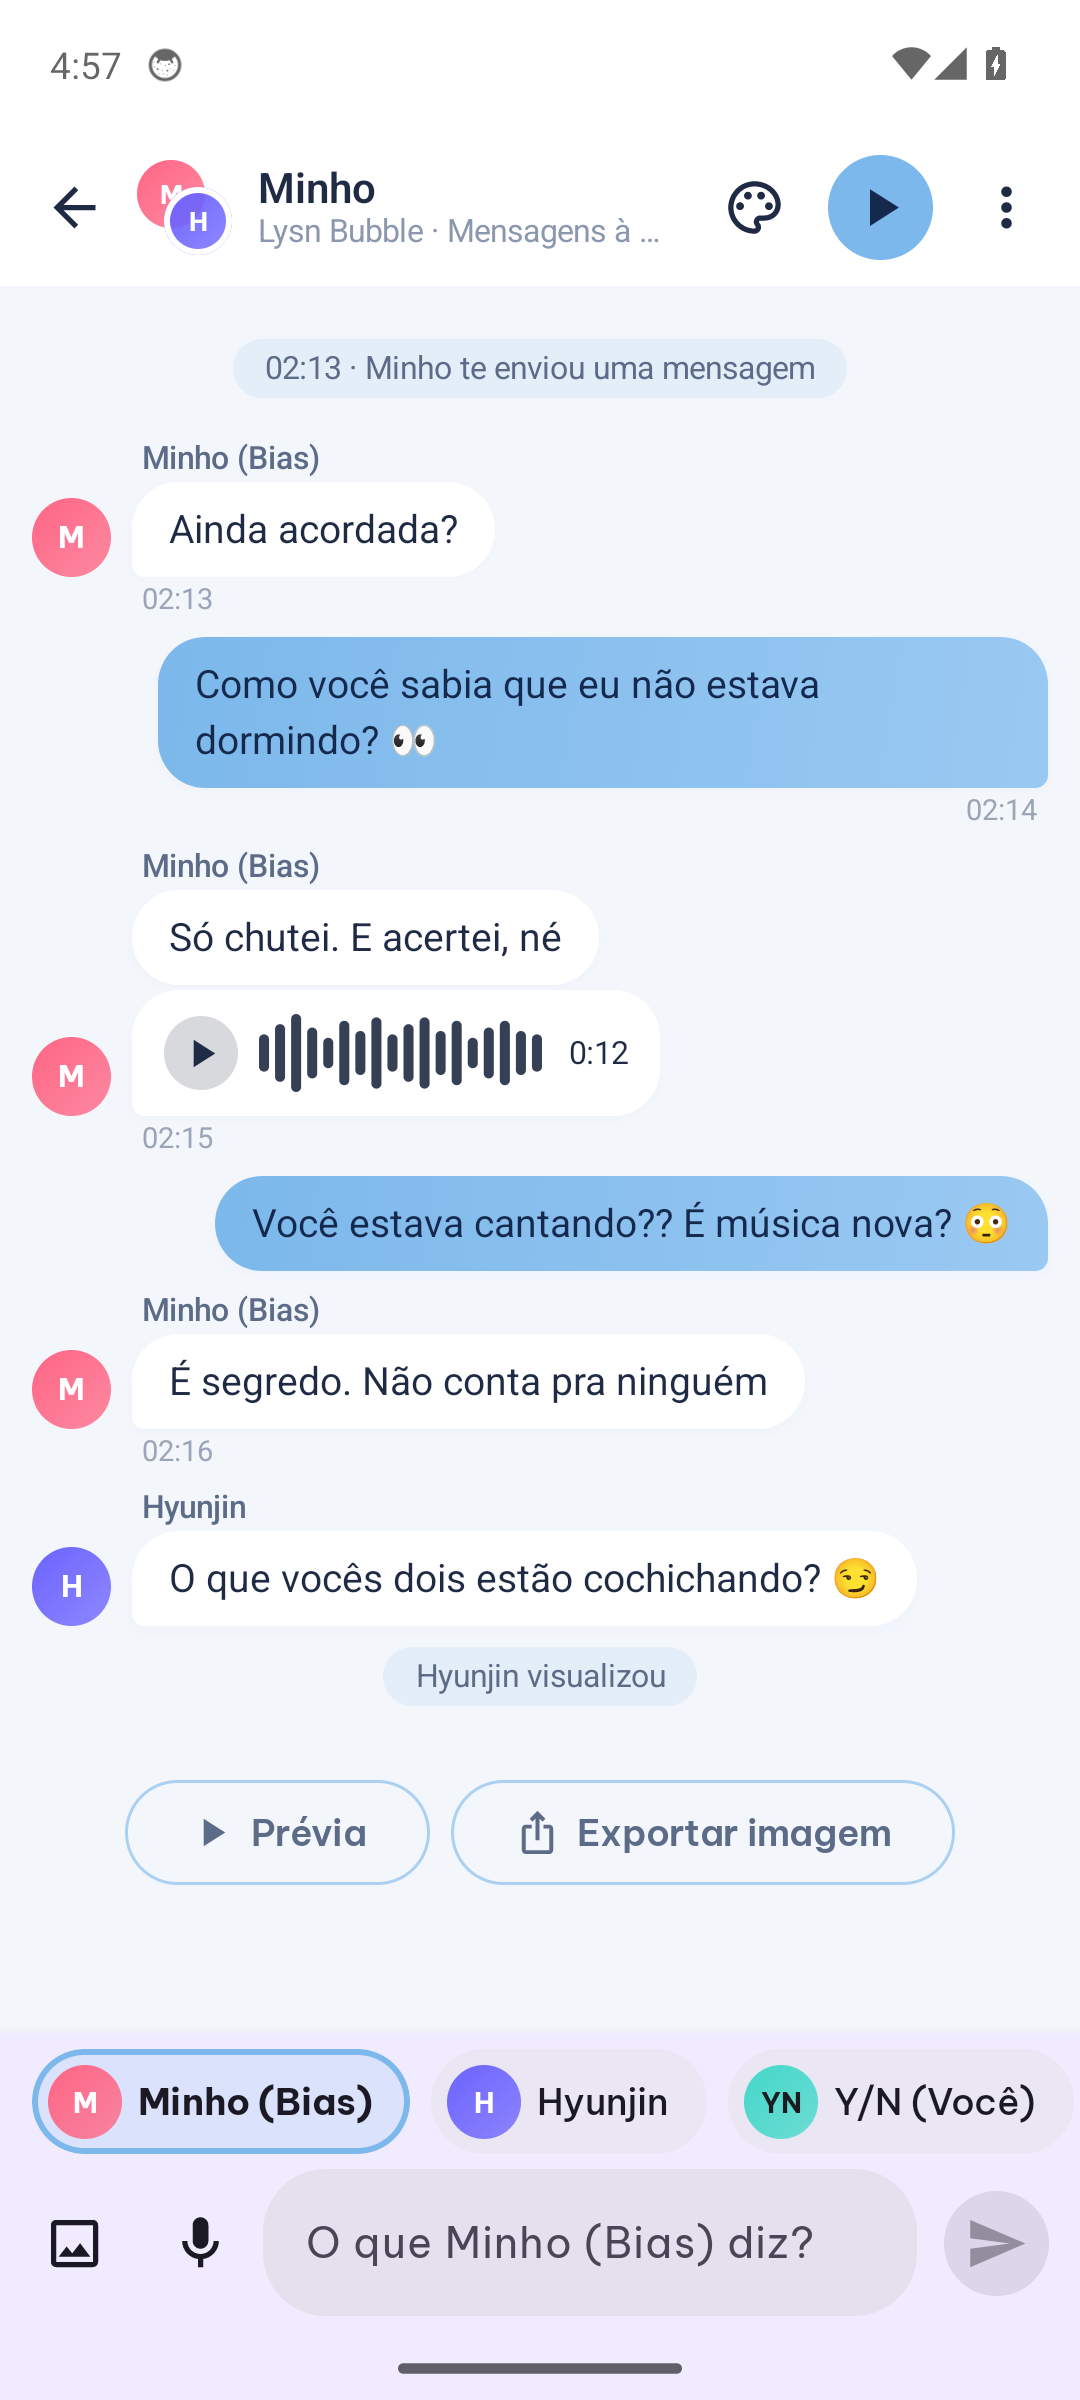 4:57
M
H
Minho
Lysn Bubble · Mensagens à ...
02:13 · Minho te enviou uma mensagem
Minho (Bias)
M
Ainda acordada?
02:13
Como você sabia que eu não estava
dormindo? 👀
02:14
Minho (Bias)
Só chutei. E acertei, né
M
0:12
02:15
Você estava cantando?? É música nova? 😳
Minho (Bias)
M
É segredo. Não conta pra ninguém
02:16
Hyunjin
H
O que vocês dois estão cochichando? 😏
Hyunjin visualizou
Prévia
Exportar imagem
M
Minho (Bias)
H
Hyunjin
YN
Y/N (Você)
O que Minho (Bias) diz?